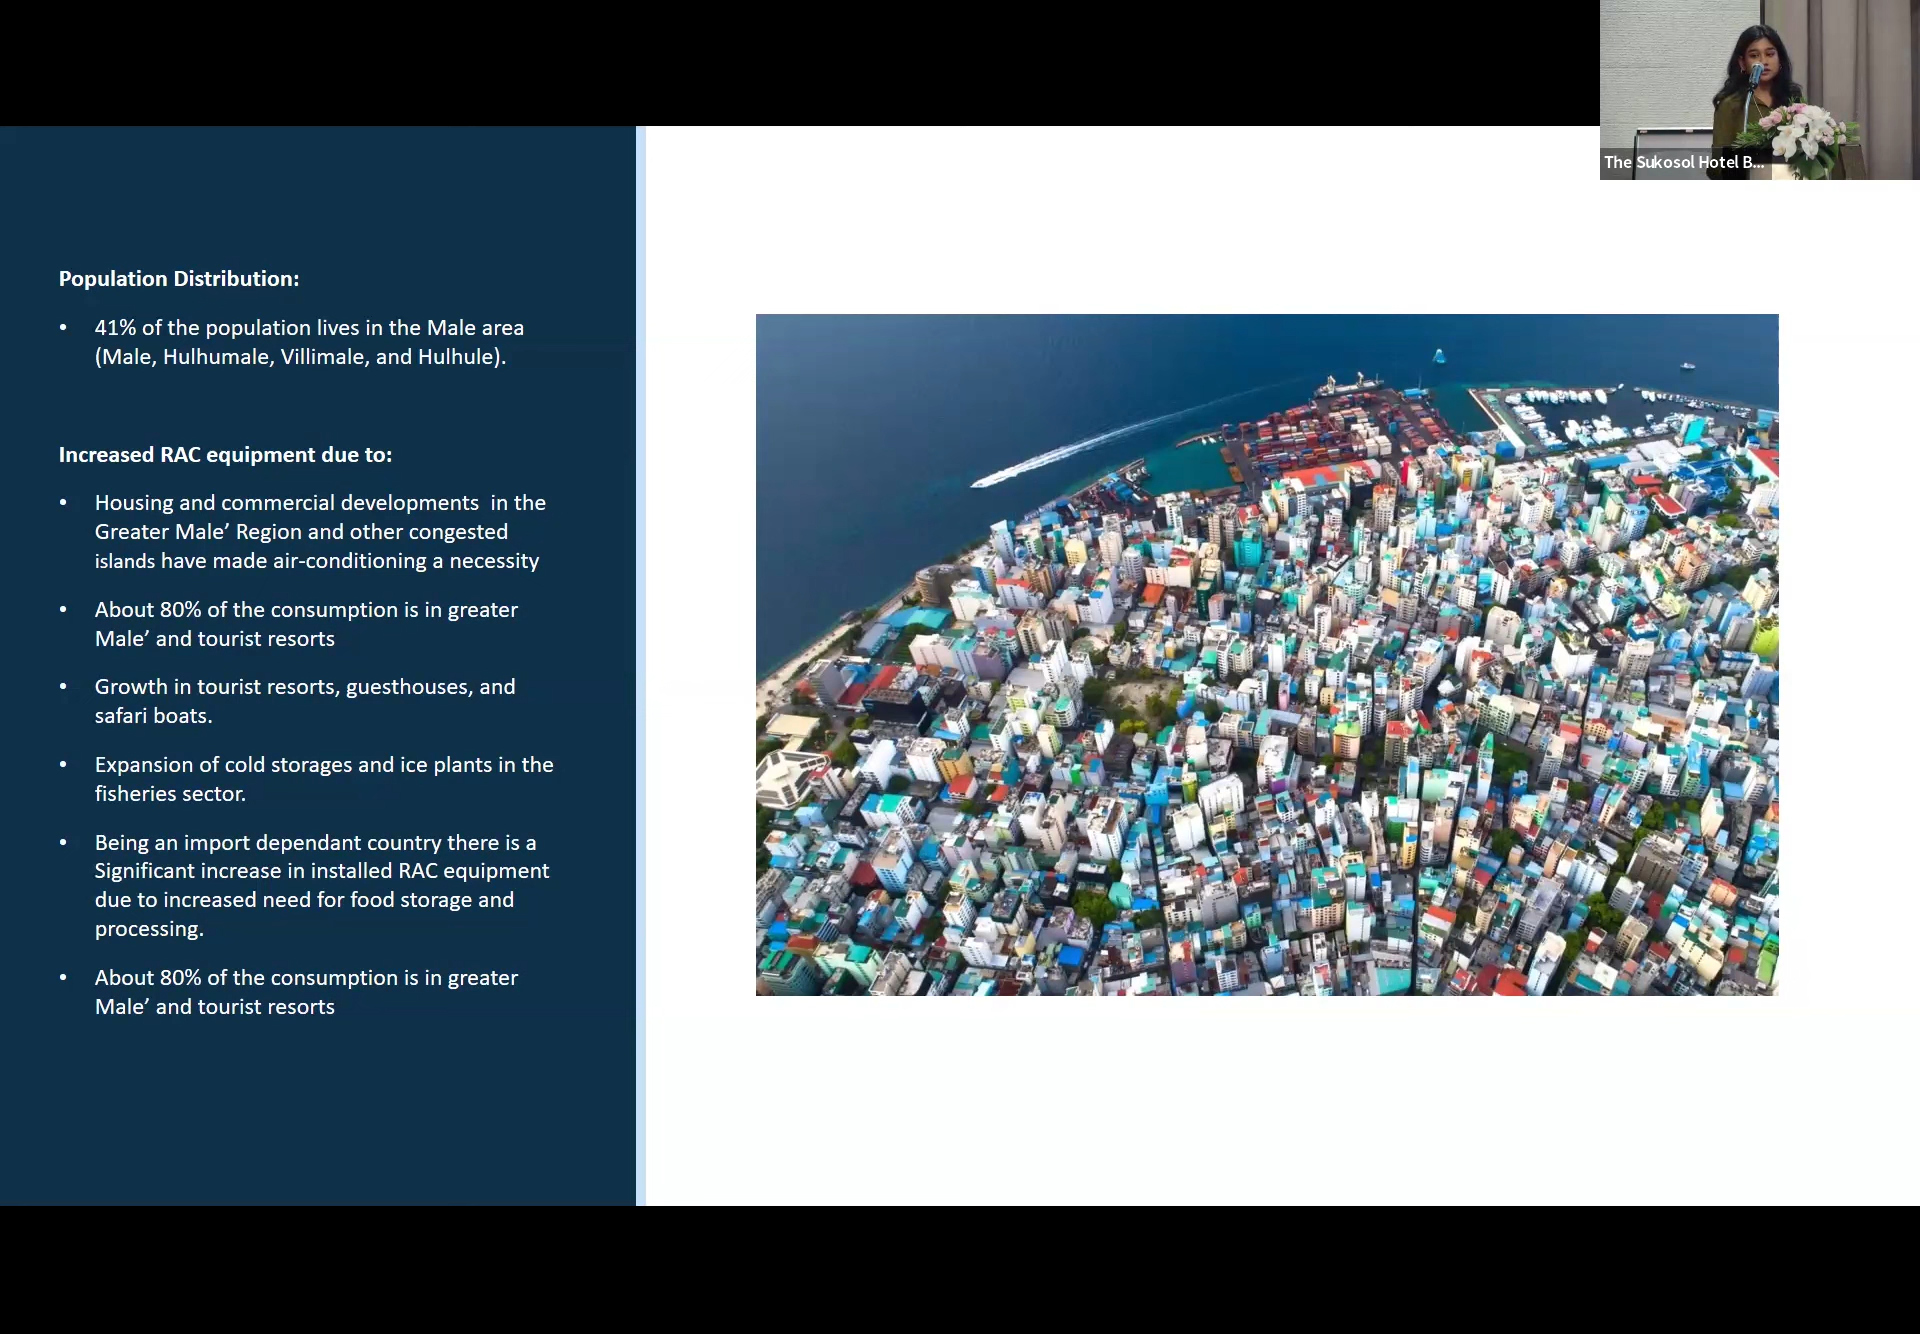 The Sukosol Hotel B...
Population Distribution:
• 41% of the population lives in the Male area
(Male, Hulhumale, Villimale, and Hulhule).
Increased RAC equipment due to:
• Housing and commercial developments  in the
Greater Male’ Region and other congested
islands have made air-conditioning a necessity
• About 80% of the consumption is in greater
Male’ and tourist resorts
• Growth in tourist resorts, guesthouses, and
safari boats.
• Expansion of cold storages and ice plants in the
fisheries sector.
• Being an import dependant country there is a
Significant increase in installed RAC equipment
due to increased need for food storage and
processing.
• About 80% of the consumption is in greater
Male’ and tourist resorts